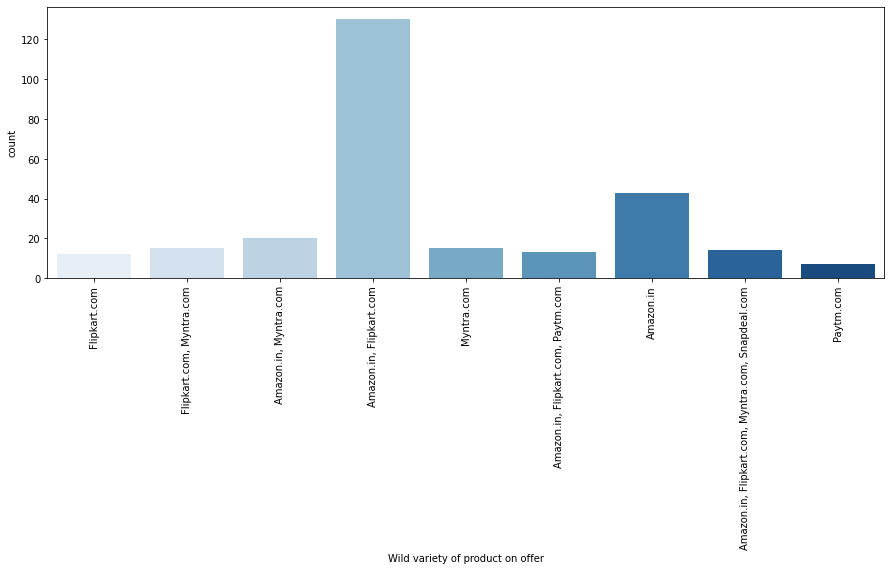 count
120
100
80
60
40
20
0
Flipkart.com
Flipkart.com, Myntra.com
Amazon.in, Myntra.com
Amazon.in, Flipkart.com
Myntra.com
Amazon.in, Flipkart.com, Paytm.com
Amazon.in
Amazon.in, Flipkart.com, Myntra.com, Snapdeal.com
Paytm.com
Wild variety of product on offer